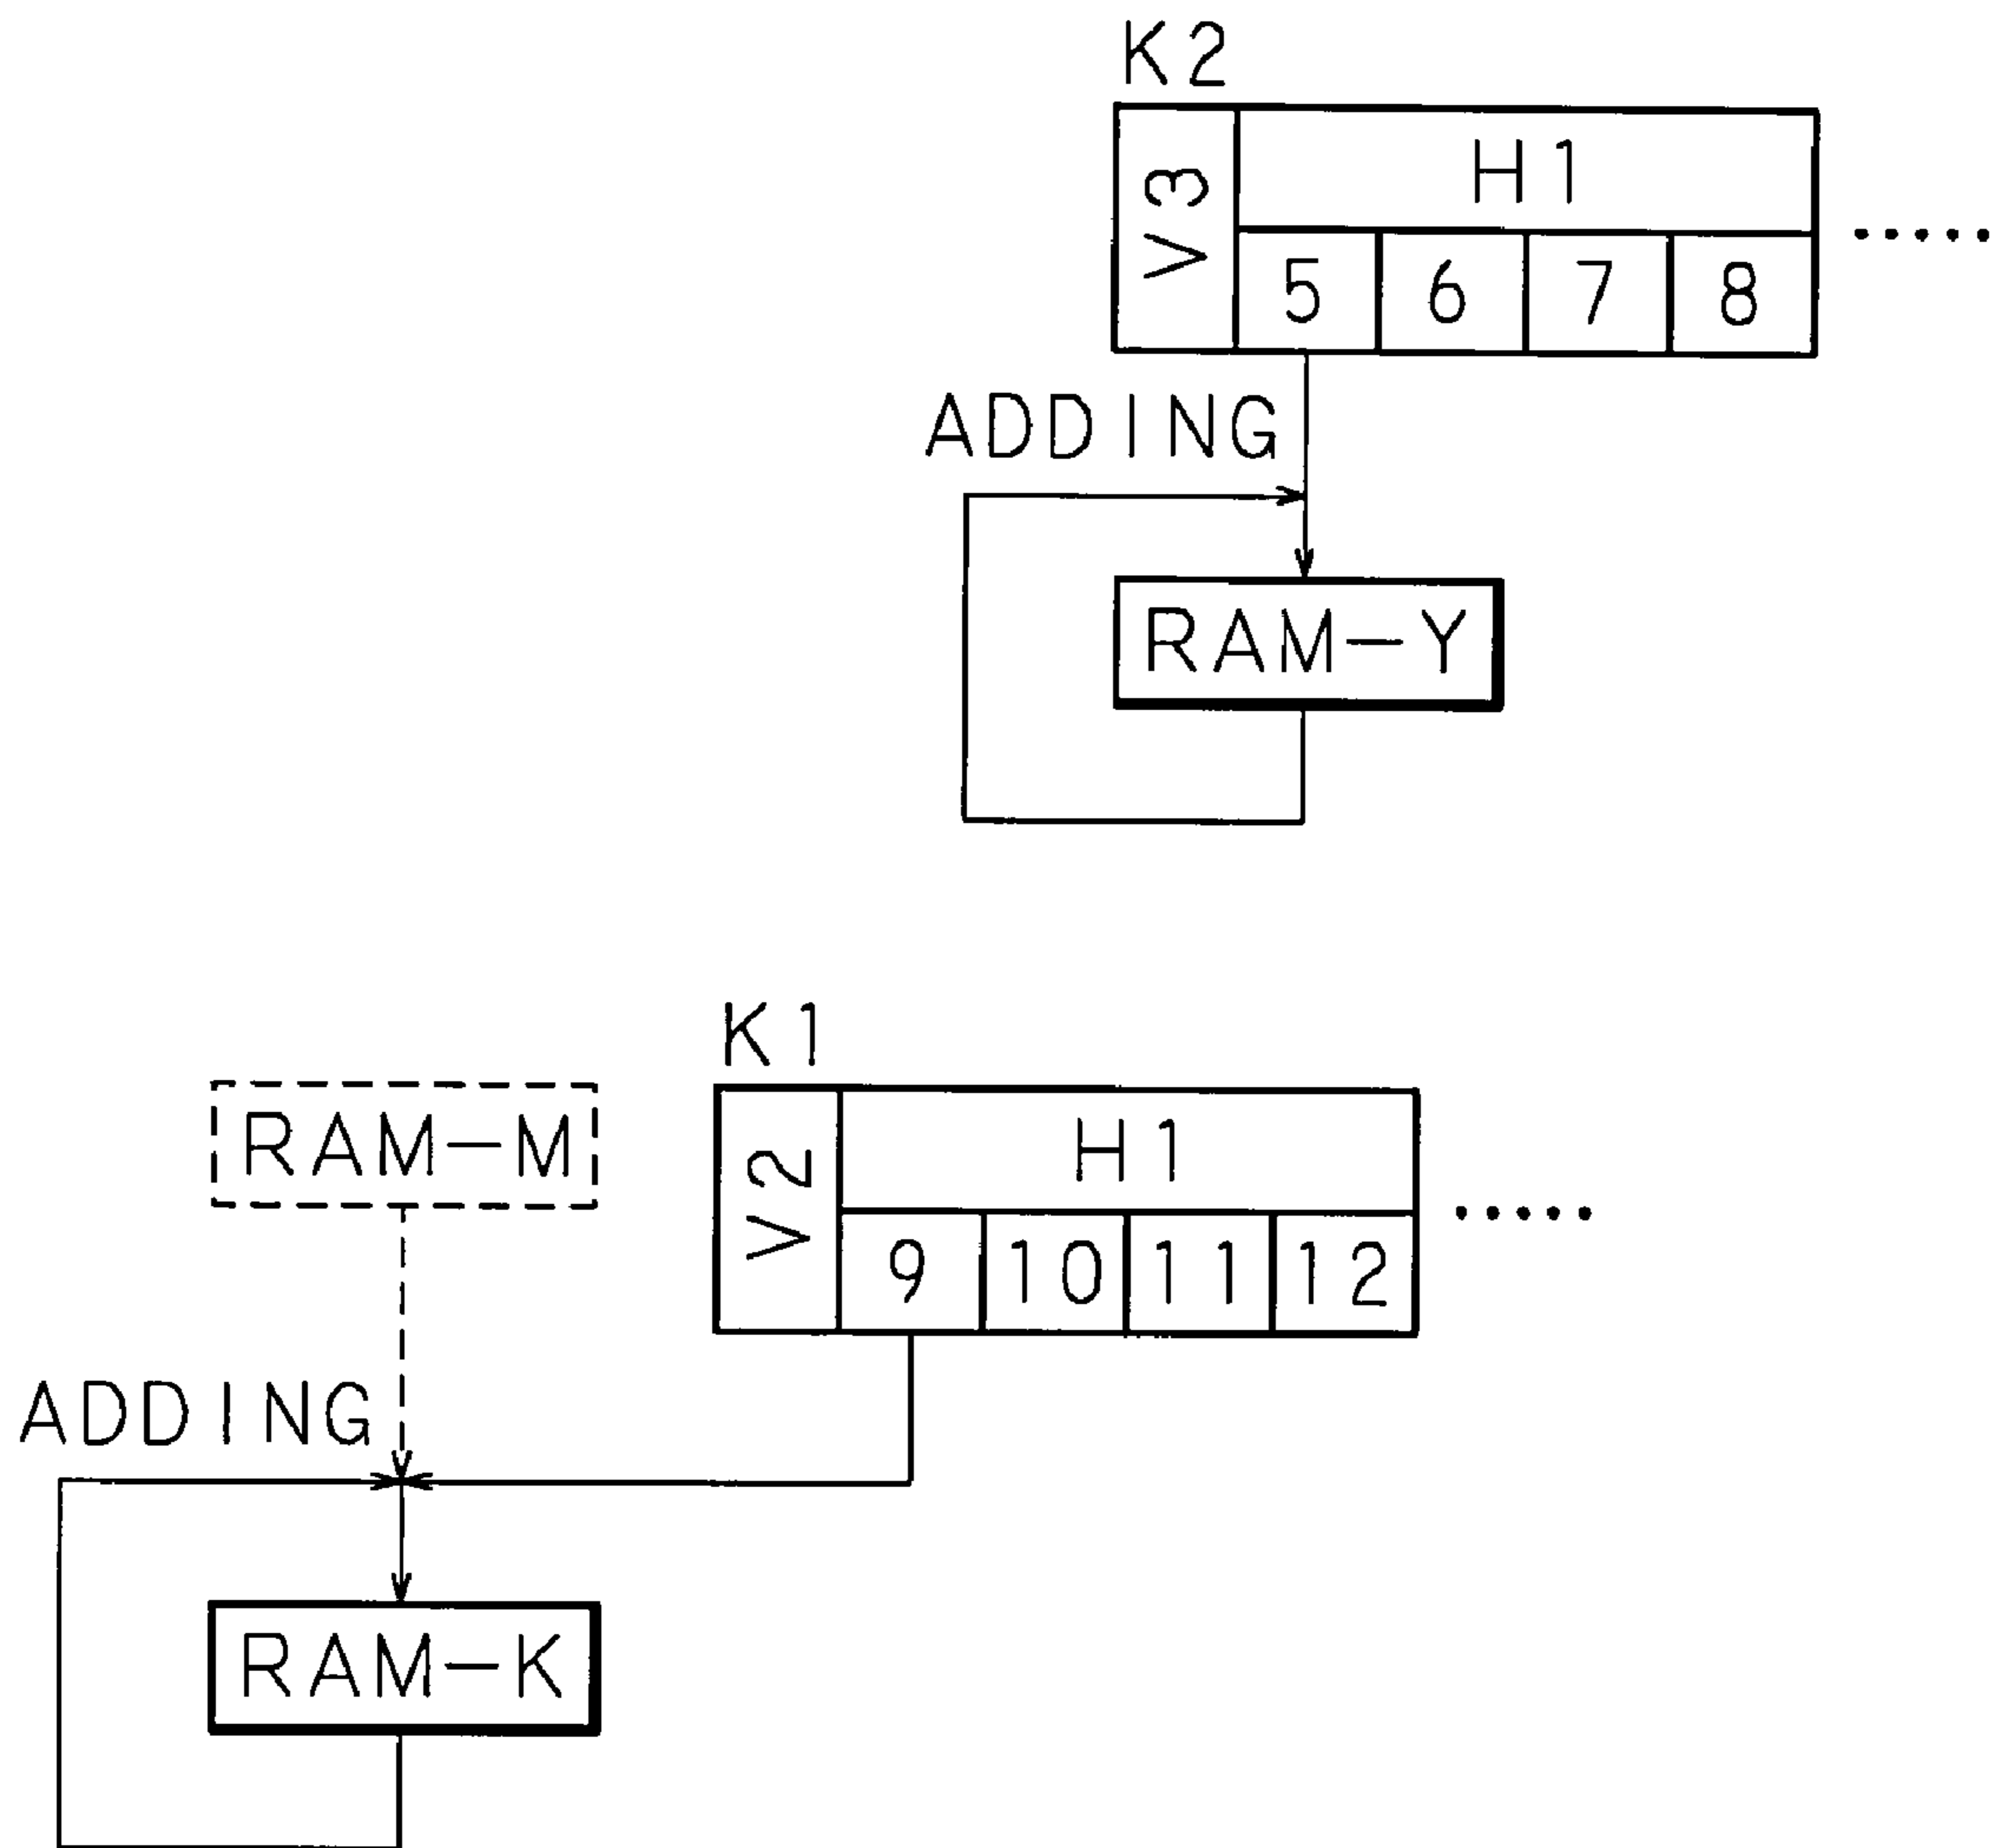 K2
V3
H1
5 6 7 8
ADDING
RAM-Y
K1
RAM-M
V2
H1
9 10 11 12
ADDING
RAM-K